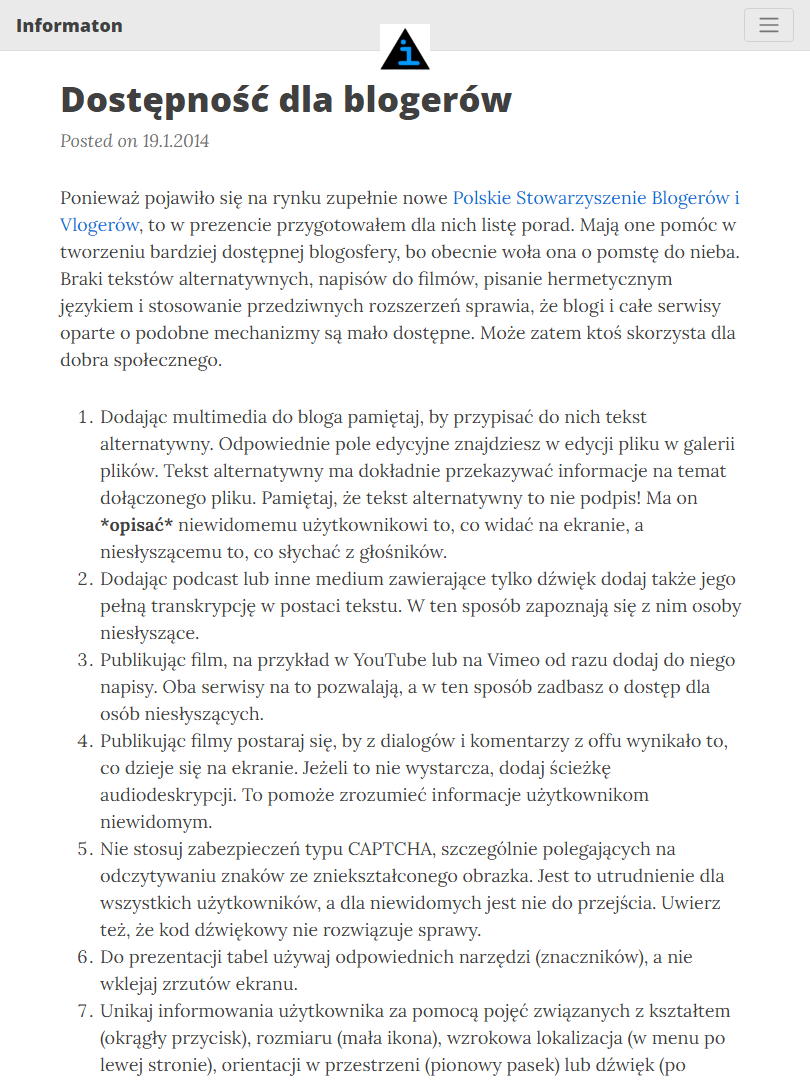 Informaton
i
Dostępność dla blogerów
Posted on 19.1.2014
Ponieważ pojawiło się na rynku zupełnie nowe Polskie Stowarzyszenie Blogerów i
Vlogerów, to w prezencie przygotowałem dla nich listę porad. Mają one pomóc w
tworzeniu bardziej dostępnej blogosfery, bo obecnie woła ona o pomstę do nieba.
Braki tekstów alternatywnych, napisów do filmów, pisanie hermetycznym
językiem i stosowanie przedziwnych rozszerzeń sprawia, że blogi i całe serwisy
oparte o podobne mechanizmy są mało dostępne. Może zatem ktoś skorzysta dla
dobra społecznego.
1. Dodając multimedia do bloga pamiętaj, by przypisać do nich tekst
alternatywny. Odpowiednie pole edycyjne znajdziesz w edycji pliku w galerii
plików. Tekst alternatywny ma dokładnie przekazywać informacje na temat
dołączonego pliku. Pamiętaj, że tekst alternatywny to nie podpis! Ma on
*opisać* niewidomemu użytkownikowi to, co widać na ekranie, a
niesłyszącemu to, co słychać z głośników.
2. Dodając podcast lub inne medium zawierające tylko dźwięk dodaj także jego
pełną transkrypcję w postaci tekstu. W ten sposób zapoznają się z nim osoby
niesłyszące.
3. Publikując film, na przykład w YouTube lub na Vimeo od razu dodaj do niego
napisy. Oba serwisy na to pozwalają, a w ten sposób zadbasz o dostęp dla
osób niesłyszących.
4. Publikując filmy postaraj się, by z dialogów i komentarzy z offu wynikało to,
co dzieje się na ekranie. Jeżeli to nie wystarcza, dodaj ścieżkę
audiodeskrypcji. To pomoże zrozumieć informacje użytkownikom
niewidomym.
5. Nie stosuj zabezpieczeń typu CAPTCHA, szczególnie polegających na
odczytywaniu znaków ze zniekształconego obrazka. Jest to utrudnienie dla
wszystkich użytkowników, a dla niewidomych jest nie do przejścia. Uwierz
też, że kod dźwiękowy nie rozwiązuje sprawy.
6. Do prezentacji tabel używaj odpowiednich narzędzi (znaczników), a nie
wklejaj zrzutów ekranu.
7. Unikaj informowania użytkownika za pomocą pojęć związanych z kształtem
(okrągły przycisk), rozmiaru (mała ikona), wzrokowa lokalizacja (w menu po
lewej stronie), orientacji w przestrzeni (pionowy pasek) lub dźwięk (po